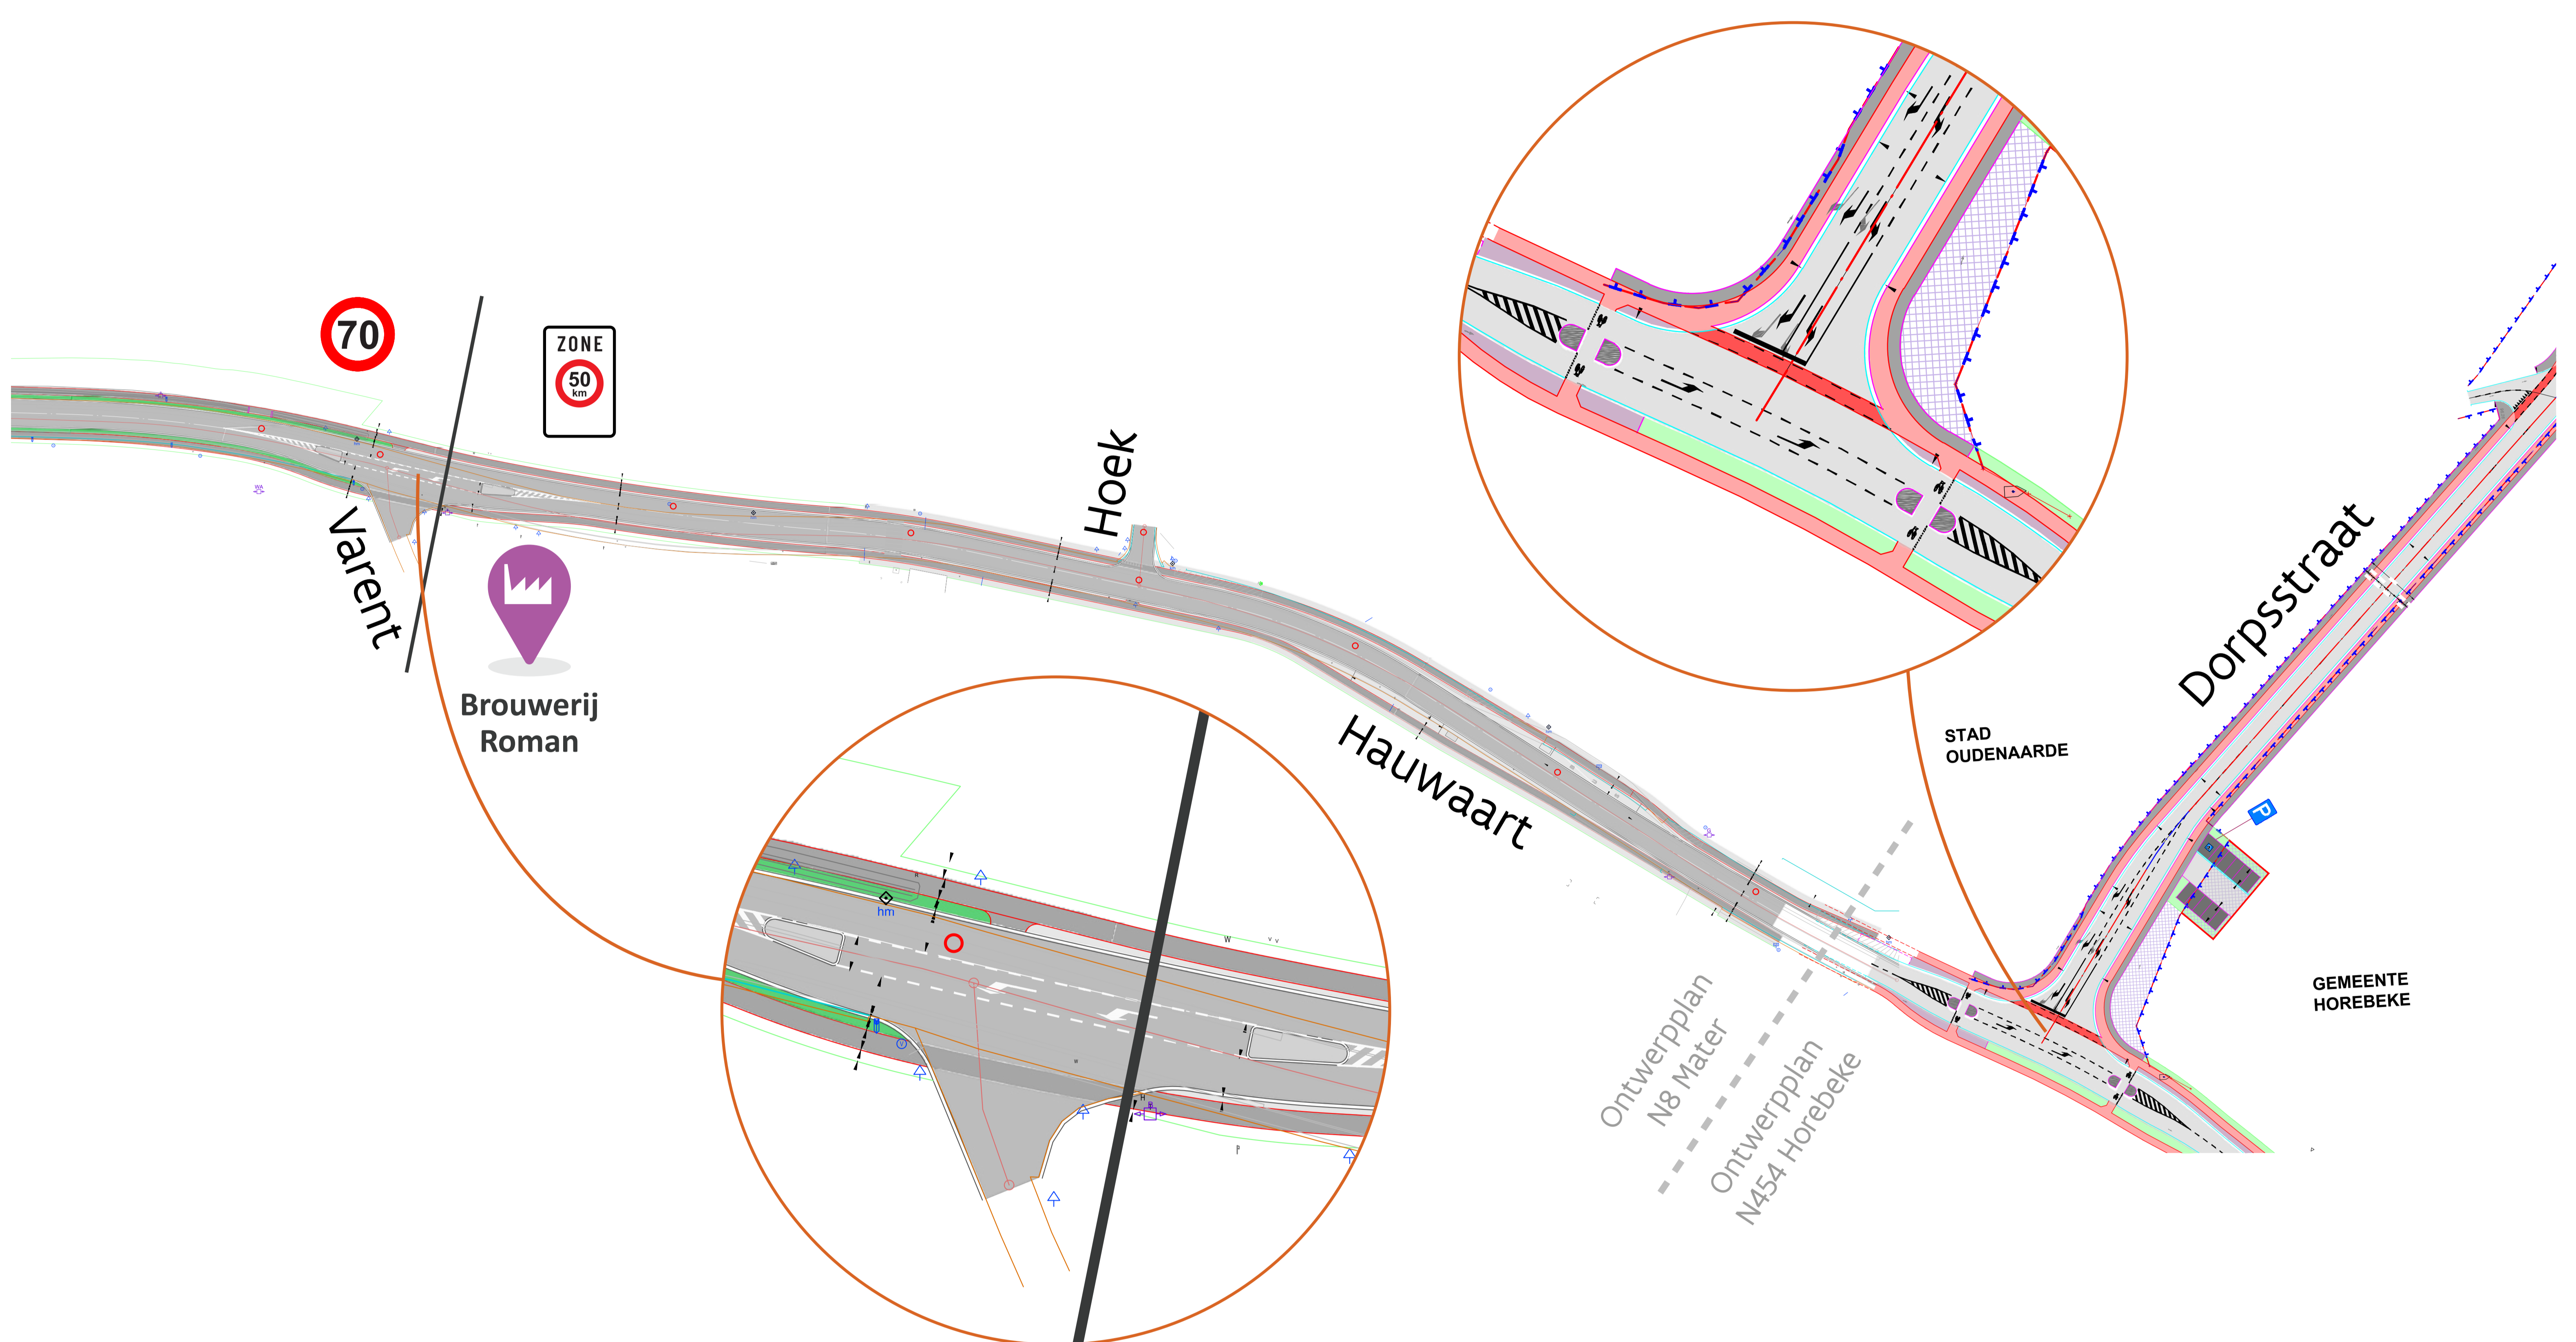 70
ZONE
50
km
Varent
Brouwerij
Roman
Hoek
Hauwaart
hm
Dorpsstraat
STAD
OUDENAARDE
P
GEMEENTE
HOREBEKE
Ontwerpplan
N8 Mater
Ontwerpplan
N454 Horebeke
WA
W
H